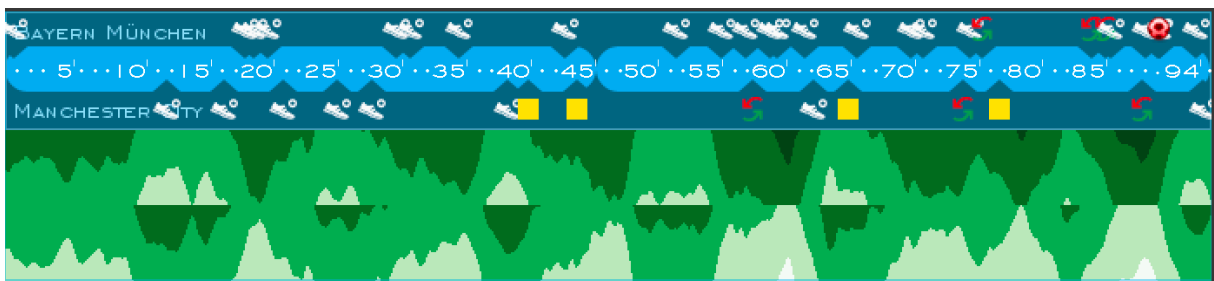 BAYERN MÜNCHEN
5' 10' 15' 20' 25' 30' 35' 40' 45' 50' 55' 60' 65' 70' 75' 80' 85' 94'
MANCHESTER CITY